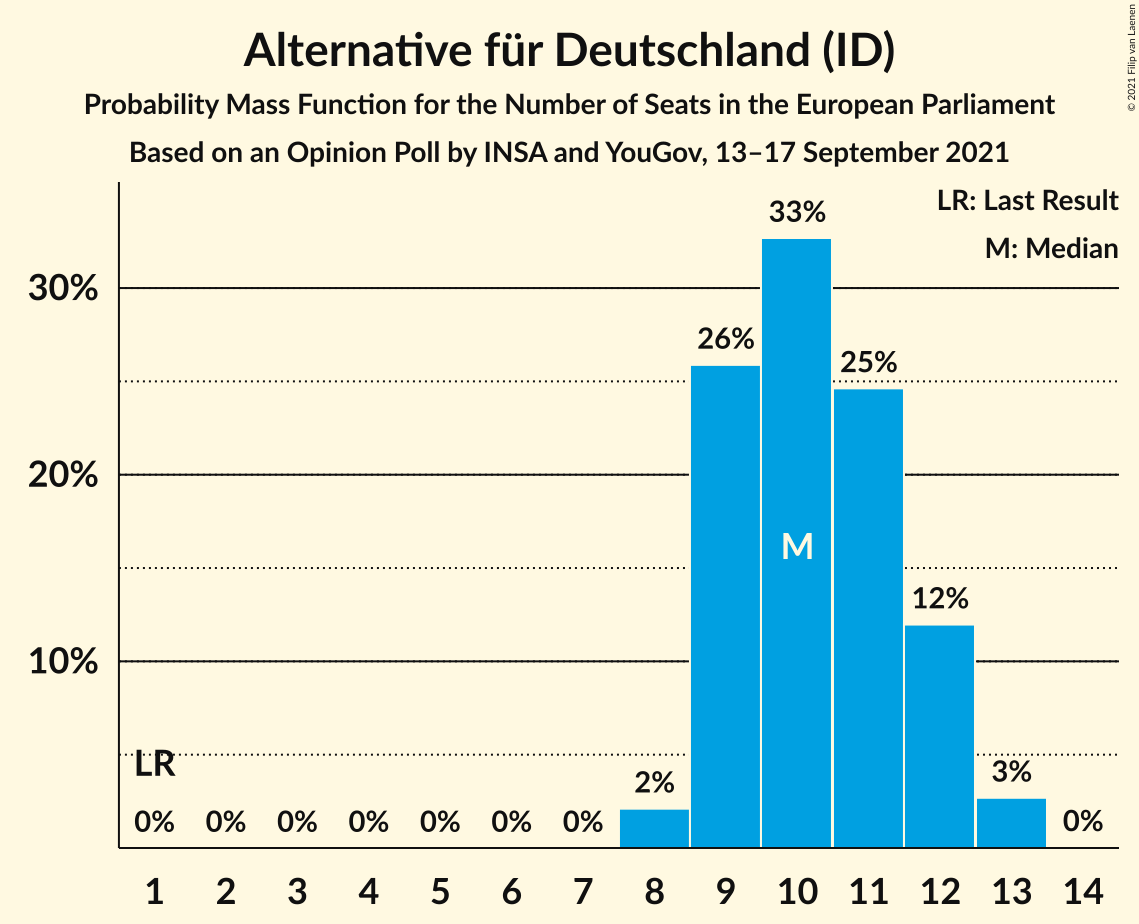 Alternative für Deutschland (ID)
Probability Mass Function for the Number of Seats in the European Parliament
Based on an Opinion Poll by INSA and YouGov, 13–17 September 2021
© 2021 Filip van Laenen
LR: Last Result
M: Median
33%
30%
26%
25%
20%
M
12%
10%
LR
3%
2%
0% 0% 0% 0% 0% 0% 0% 0%
1 2 3 4 5 6 7 8 9 10 11 12 13 14